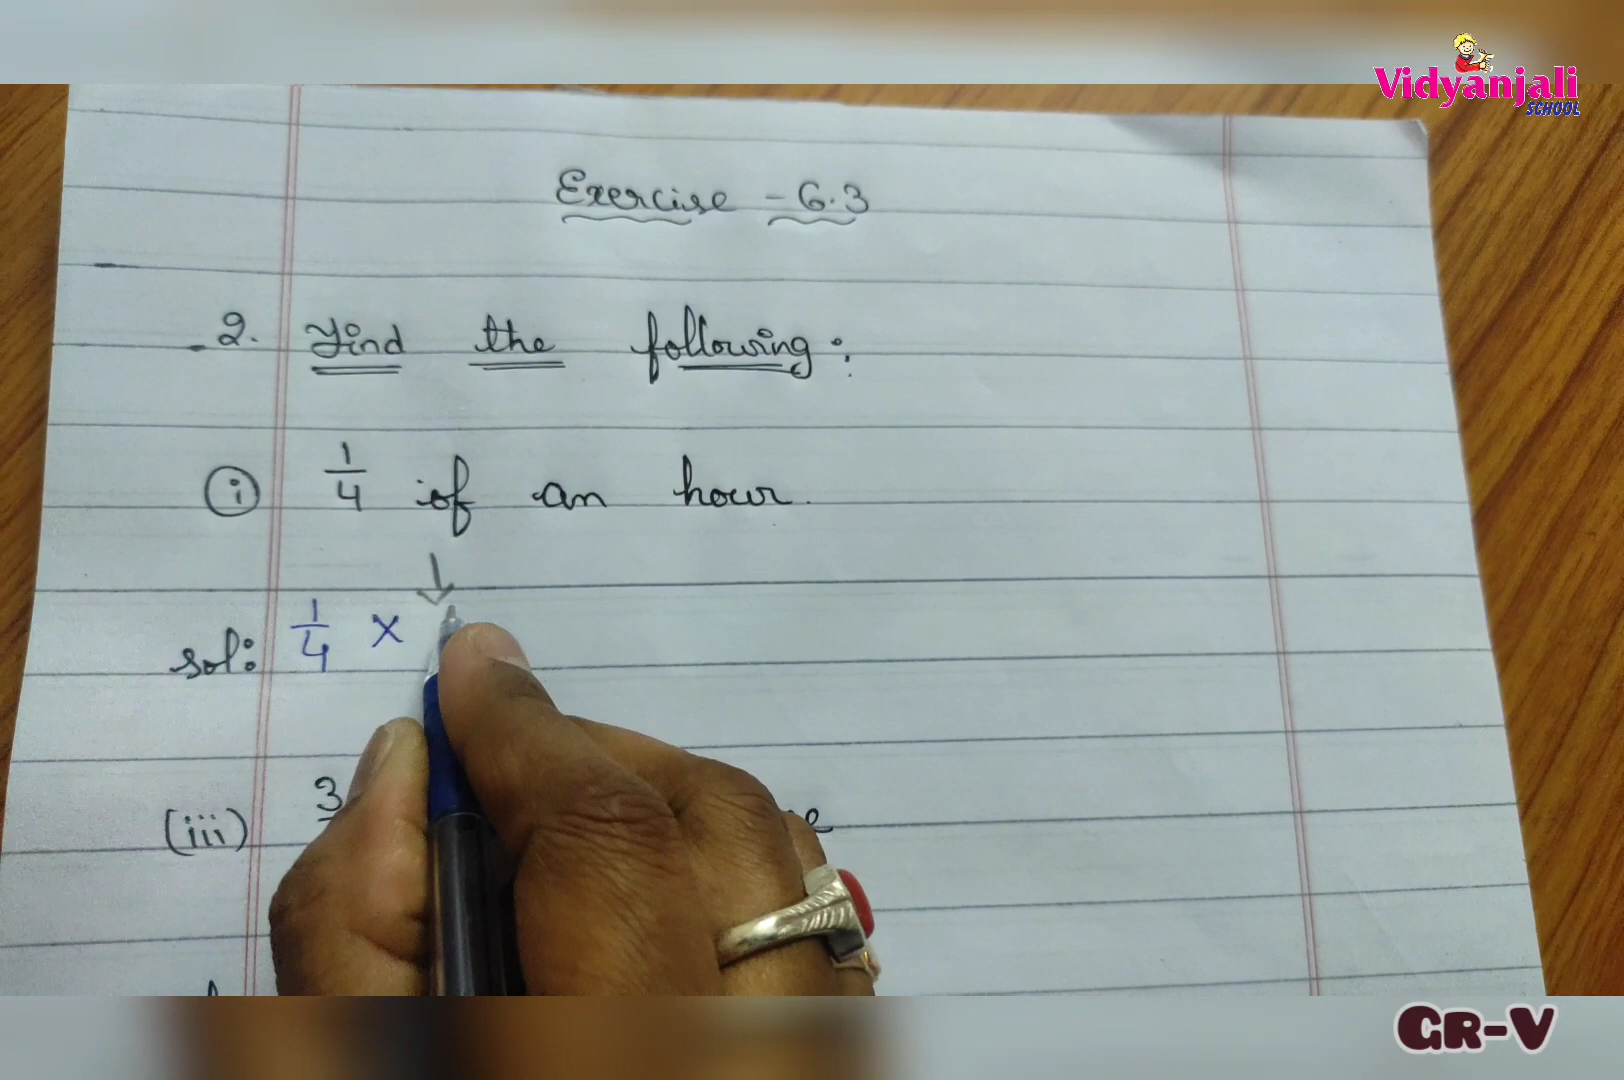 Vidyanjali
SCHOOL
Exercise - 6.3
2. Find the following:
(i) 1/4 of an hour.
sol: 1/4 ×
(iii) 3
GR-V